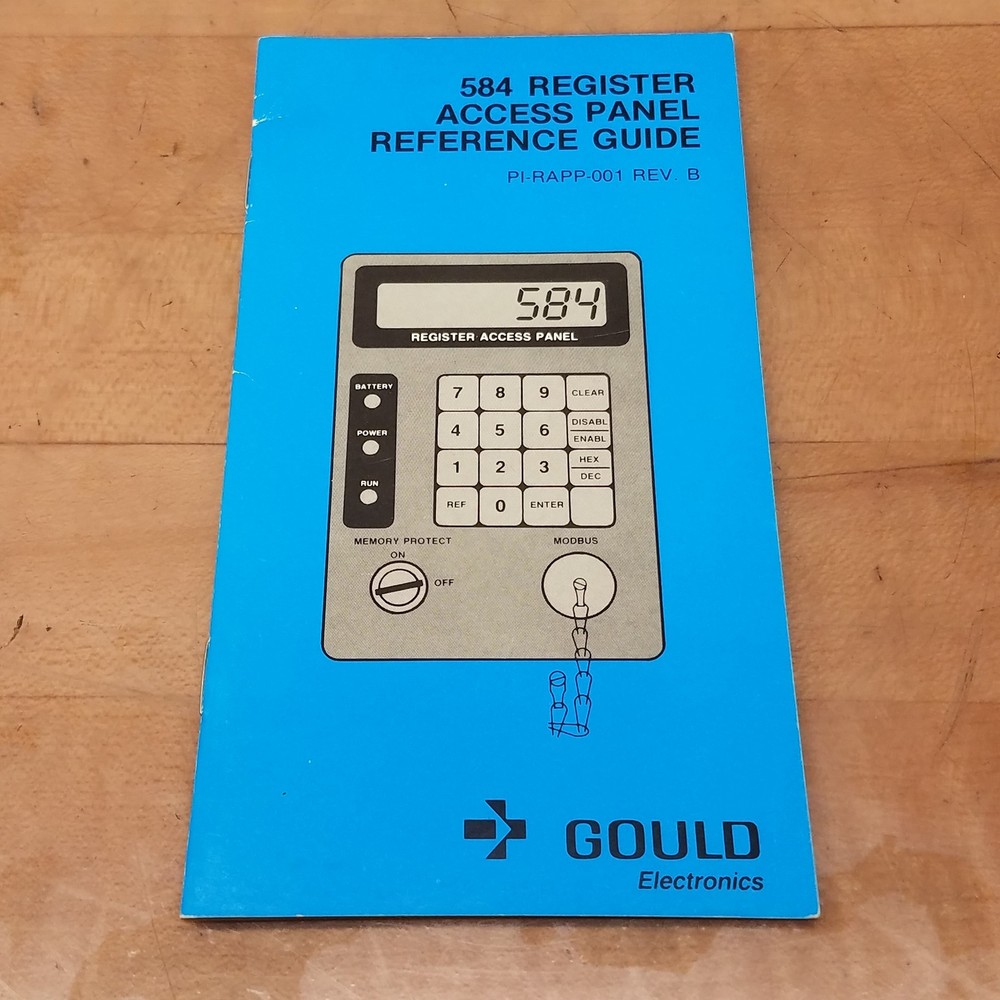 584 REGISTER
ACCESS PANEL
REFERENCE GUIDE
PI-RAPP-001 REV. B
584
REGISTER ACCESS PANEL
BATTERY
POWER
RUN
7 8 9 CLEAR
4 5 6 DISABL
ENABL
1 2 3 HEX
DEC
REF 0 ENTER
MEMORY PROTECT
ON
OFF
MODBUS
GOULD
Electronics